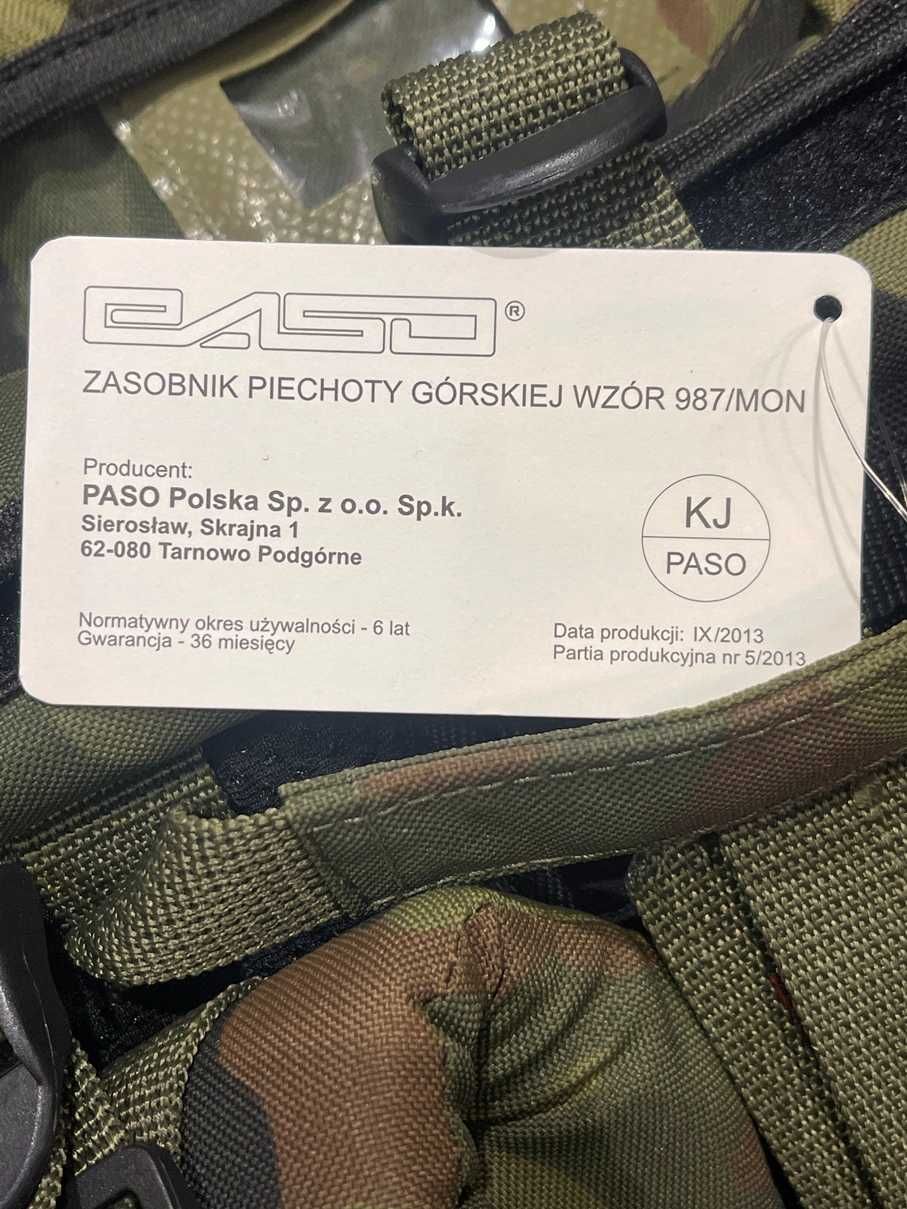 PASO®
ZASOBNIK PIECHOTY GÓRSKIEJ WZÓR 987/MON
Producent:
PASO Polska Sp. z o.o. Sp.k.
Sierosław, Skrajna 1
62-080 Tarnowo Podgórne
KJ
PASO
Normatywny okres używalności - 6 lat
Gwarancja - 36 miesięcy
Data produkcji: IX/2013
Partia produkcyjna nr 5/2013